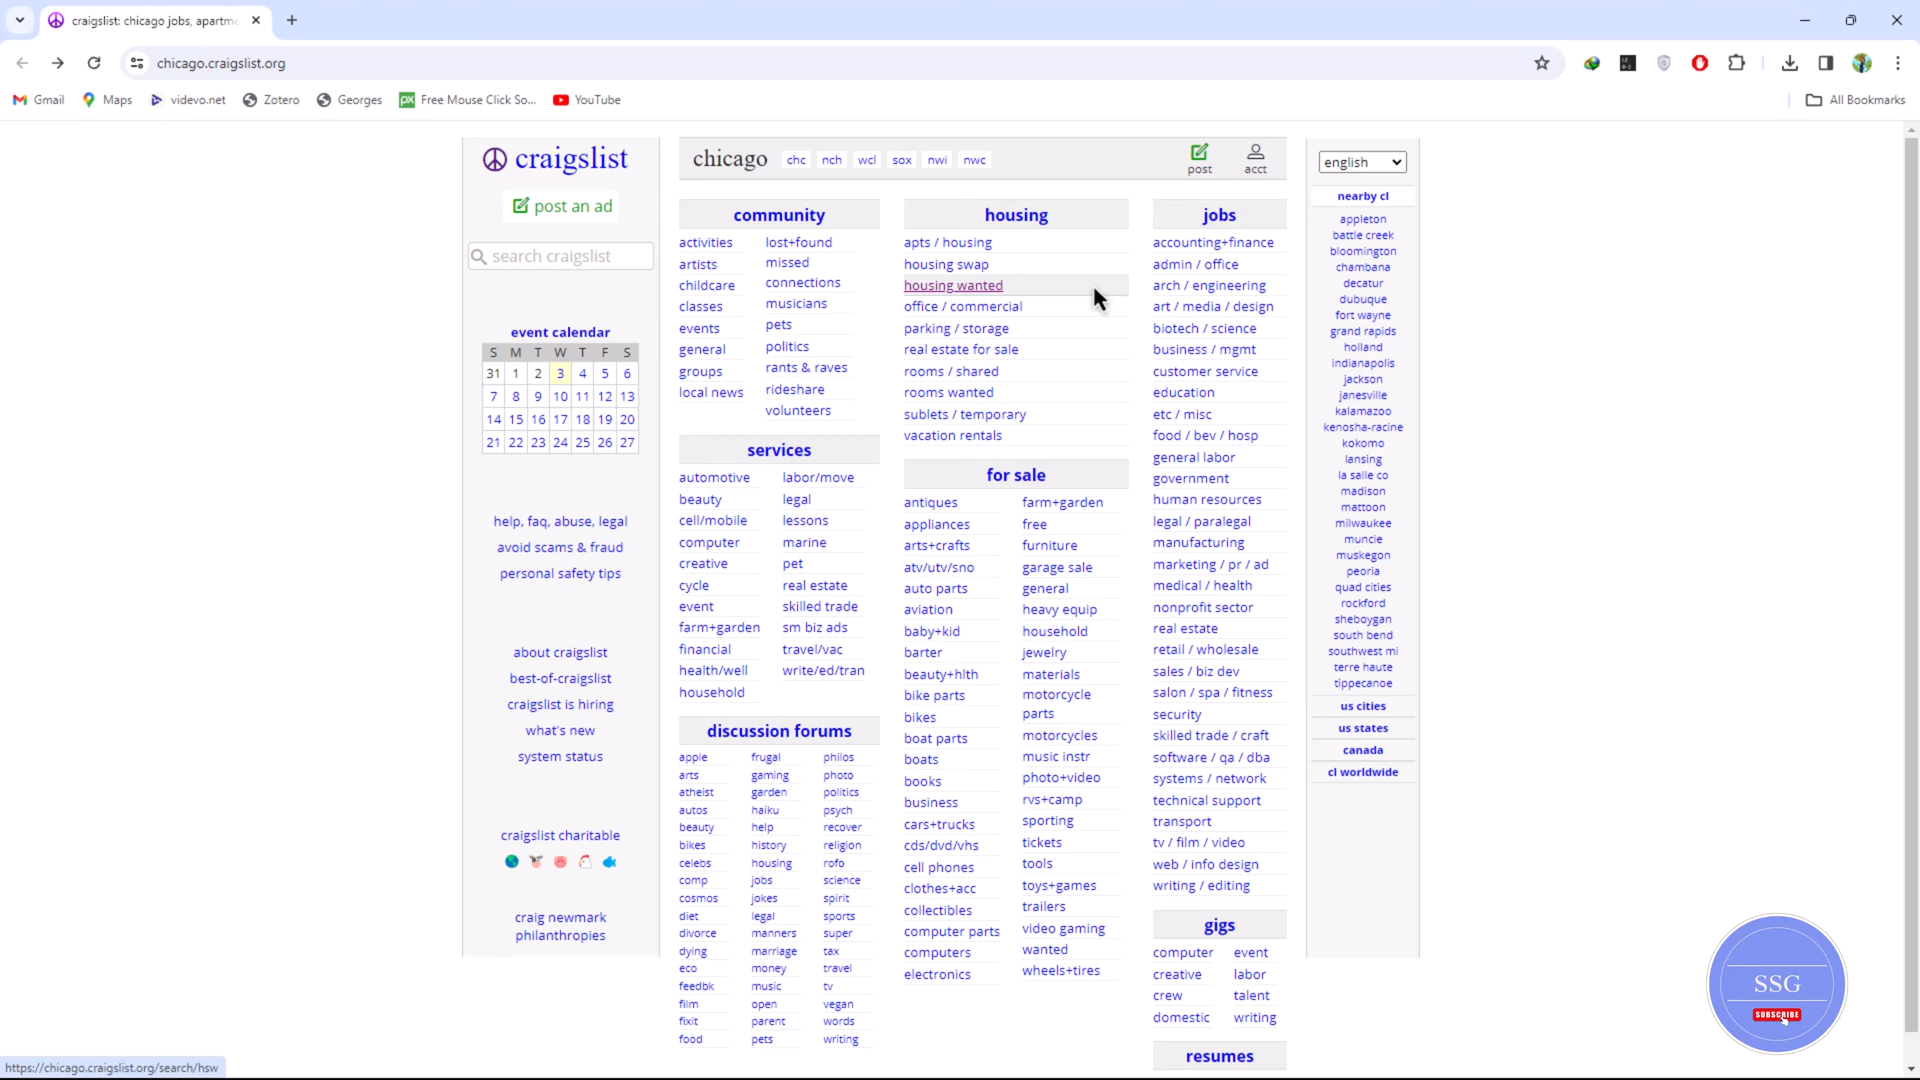 craigslist: chicago jobs, apartme
chicago.craigslist.org
Gmail
Maps
videvo.net
Zotero
Georges
Free Mouse Click So...
YouTube
All Bookmarks
craigslist
post an ad
search craigslist
event calendar
S M T W T F S
31 1 2 3 4 5 6
7 8 9 10 11 12 13
14 15 16 17 18 19 20
21 22 23 24 25 26 27
help, faq, abuse, legal
avoid scams & fraud
personal safety tips
about craigslist
best-of-craigslist
craigslist is hiring
what's new
system status
craigslist charitable
craig newmark
philanthropies
chicago chc nch wcl sox nwi nwc
post
acct
community
activities
artists
childcare
classes
events
general
groups
local news
lost+found
missed
connections
musicians
pets
politics
rants & raves
rideshare
volunteers
services
automotive
beauty
cell/mobile
computer
creative
cycle
event
farm+garden
financial
health/well
household
labor/move
legal
lessons
marine
pet
real estate
skilled trade
sm biz ads
travel/vac
write/ed/tran
discussion forums
apple
arts
atheist
autos
beauty
bikes
celebs
comp
cosmos
diet
divorce
dying
eco
feedbk
film
fixit
food
frugal
gaming
garden
haiku
help
history
housing
jobs
jokes
legal
manners
marriage
money
music
open
parent
pets
philos
photo
politics
psych
recover
religion
rofo
science
spirit
sports
super
tax
travel
tv
vegan
words
writing
housing
apts / housing
housing swap
housing wanted
office / commercial
parking / storage
real estate for sale
rooms / shared
rooms wanted
sublets / temporary
vacation rentals
for sale
antiques
appliances
arts+crafts
atv/utv/sno
auto parts
aviation
baby+kid
barter
beauty+hlth
bike parts
bikes
boat parts
boats
books
business
cars+trucks
cds/dvd/vhs
cell phones
clothes+acc
collectibles
computer parts
computers
electronics
farm+garden
free
furniture
garage sale
general
heavy equip
household
jewelry
materials
motorcycle
parts
motorcycles
music instr
photo+video
rvs+camp
sporting
tickets
tools
toys+games
trailers
video gaming
wanted
wheels+tires
jobs
accounting+finance
admin / office
arch / engineering
art / media / design
biotech / science
business / mgmt
customer service
education
etc / misc
food / bev / hosp
general labor
government
human resources
legal / paralegal
manufacturing
marketing / pr / ad
medical / health
nonprofit sector
real estate
retail / wholesale
sales / biz dev
salon / spa / fitness
security
skilled trade / craft
software / qa / dba
systems / network
technical support
transport
tv / film / video
web / info design
writing / editing
gigs
computer
creative
crew
domestic
event
labor
talent
writing
resumes
english
nearby cl
appleton
battle creek
bloomington
chambana
decatur
dubuque
fort wayne
grand rapids
holland
indianapolis
jackson
janesville
kalamazoo
kenosha-racine
kokomo
lansing
la salle co
madison
mattoon
milwaukee
muncie
muskegon
peoria
quad cities
rockford
sheboygan
south bend
southwest mi
terre haute
tippecanoe
us cities
us states
canada
cl worldwide
SSG
SUBSCRIBE
https://chicago.craigslist.org/search/hsw